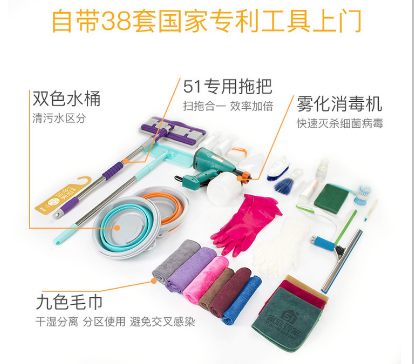 自带38套国家专利工具上门
51专用拖把
扫拖合一 效率加倍
双色水桶
清污水区分
雾化消毒机
快速灭杀细菌病毒
九色毛巾
干湿分离 分区使用 避免交叉感染